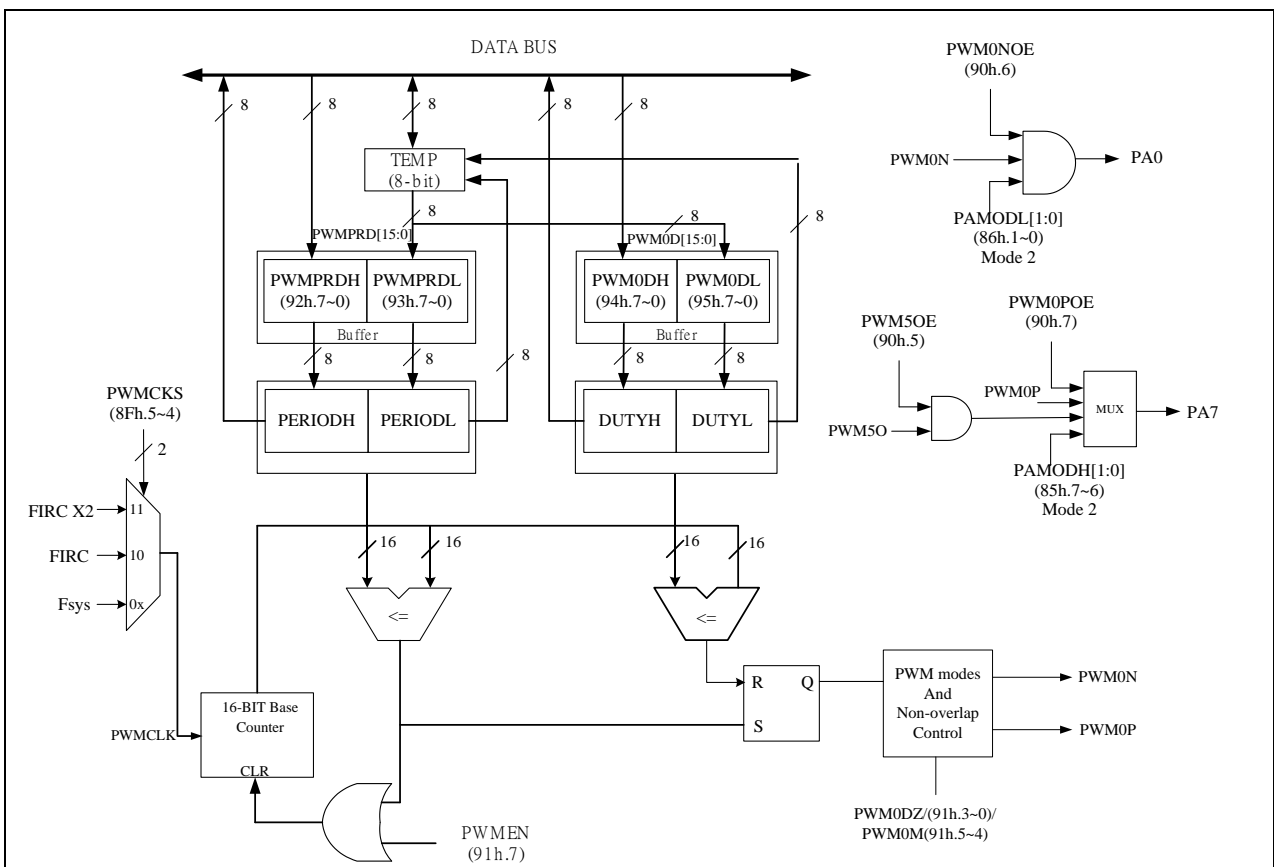 DATA BUS
8
8
8
8
8
TEMP
(8-bit)
8
8
8
PWMPRD[15:0]
PWM0D[15:0]
PWMPRDH
(92h.7~0)
PWMPRDL
(93h.7~0)
Buffer
PWM0DH
(94h.7~0)
PWM0DL
(95h.7~0)
Buffer
8
8
8
8
8
PERIODH
PERIODL
DUTYH
DUTYL
PWMCKS
(8Fh.5~4)
2
FIRC X2
11
FIRC
10
Fsys
0x
16
16
16
16
<=
<=
16-BIT Base
Counter
PWMCLK
CLR
PWMEN
(91h.7)
R
Q
S
PWM modes
And
Non-overlap
Control
PWM0N
PWM0P
PWM0DZ/(91h.3~0)/
PWM0M(91h.5~4)
PWM0NOE
(90h.6)
PWM0N
PA0
PAMODL[1:0]
(86h.1~0)
Mode 2
PWM0POE
(90h.7)
PWM5OE
(90h.5)
PWM0P
PWM5O
MUX
PA7
PAMODH[1:0]
(85h.7~6)
Mode 2